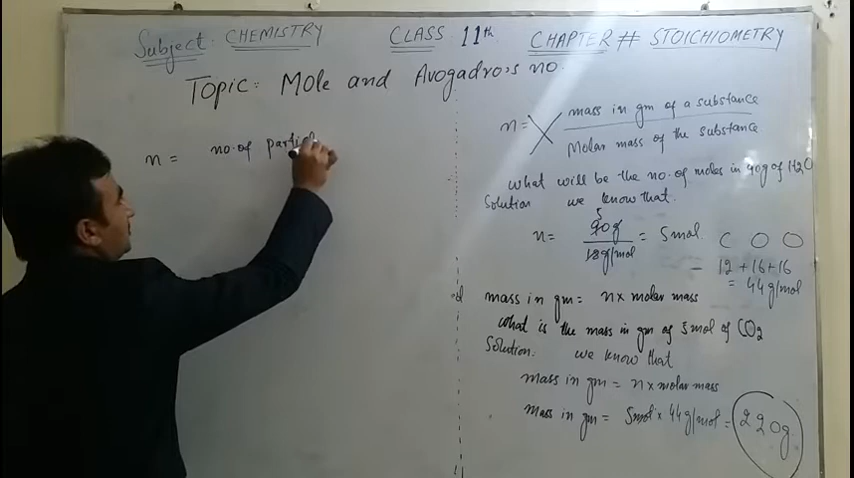 Subject: CHEMISTRY CLASS 11th CHAPTER # STOICHIOMETRY
Topic: Mole and Avogadro,s no.
n = no. of partic
n = mass in gm of a substance
Molar mass of the substance
what will be the no. of moles in 90g of H2O
Solution we know that.
n = 90g 5
18g/mol = 5 mol.
C O O
12 + 16 + 16
= 44 g/mol
mass in gm = n x molar mass
what is the mass in gm of 5 mol of CO2
Solution: we know that
mass in gm = n x molar mass
mass in gm = 5mol x 44 g/mol = 220g